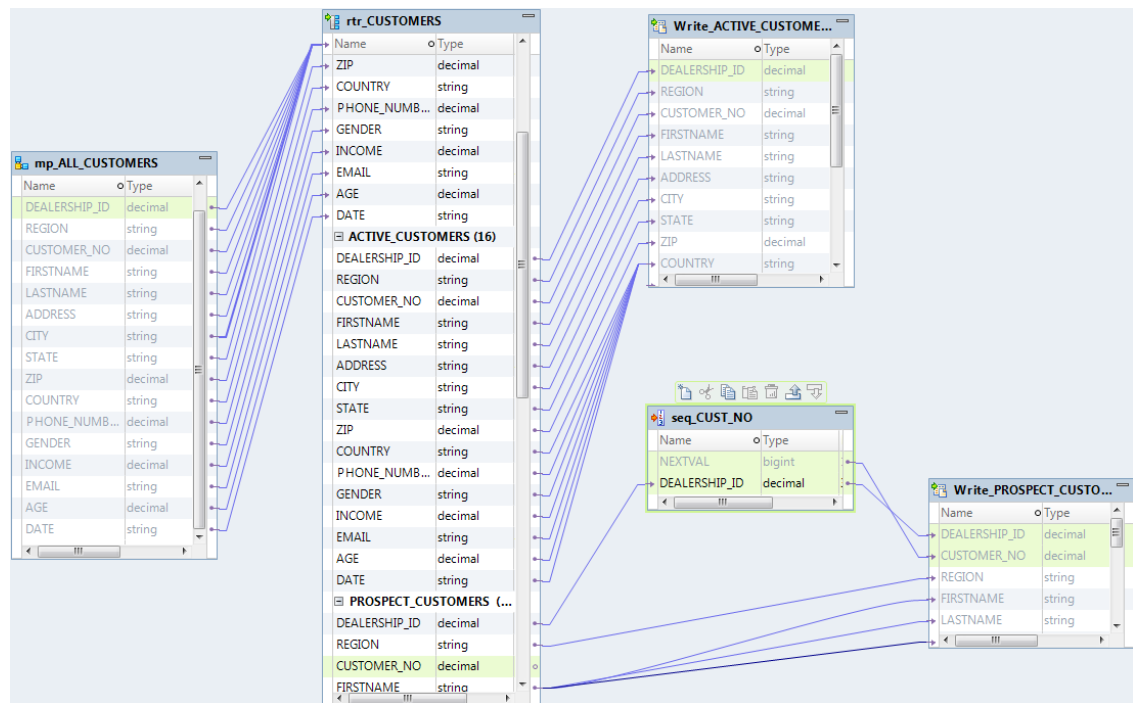 rtr_CUSTOMERS
Name Type
ZIP decimal
COUNTRY string
PHONE_NUMB... decimal
GENDER string
INCOME decimal
EMAIL string
AGE decimal
DATE string
ACTIVE_CUSTOMERS (16)
DEALERSHIP_ID decimal
REGION string
CUSTOMER_NO decimal
FIRSTNAME string
LASTNAME string
ADDRESS string
CITY string
STATE string
ZIP decimal
COUNTRY string
PHONE_NUMB... decimal
GENDER string
INCOME decimal
EMAIL string
AGE decimal
DATE string
PROSPECT_CUSTOMERS (...
DEALERSHIP_ID decimal
REGION string
CUSTOMER_NO decimal
FIRSTNAME string
mp_ALL_CUSTOMERS
Name Type
DEALERSHIP_ID decimal
REGION string
CUSTOMER_NO decimal
FIRSTNAME string
LASTNAME string
ADDRESS string
CITY string
STATE string
ZIP decimal
COUNTRY string
PHONE_NUMB... decimal
GENDER string
INCOME decimal
EMAIL string
AGE decimal
DATE string
Write_ACTIVE_CUSTOME...
Name Type
DEALERSHIP_ID decimal
REGION string
CUSTOMER_NO decimal
FIRSTNAME string
LASTNAME string
ADDRESS string
CITY string
STATE string
ZIP decimal
COUNTRY string
seq_CUST_NO
Name Type
NEXTVAL bigint
DEALERSHIP_ID decimal
Write_PROSPECT_CUSTO...
Name Type
DEALERSHIP_ID decimal
CUSTOMER_NO decimal
REGION string
FIRSTNAME string
LASTNAME string